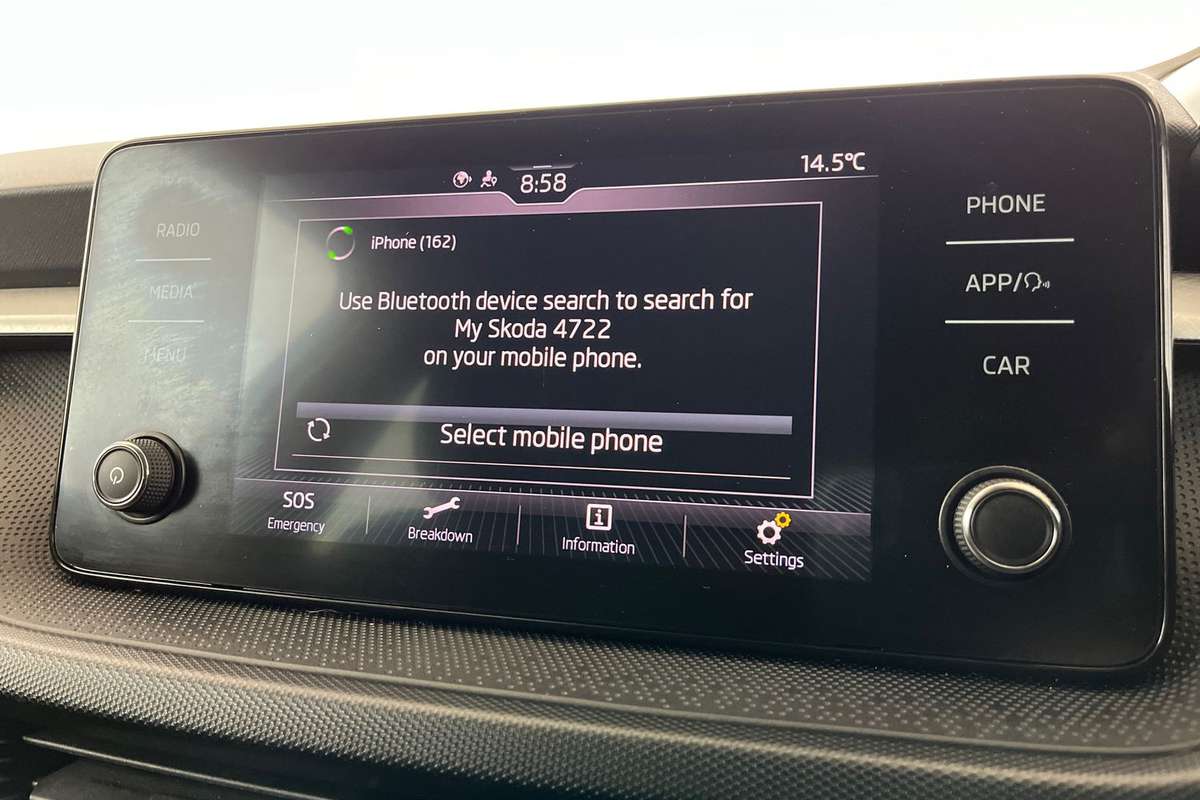 8:58
14.5°C
RADIO
MEDIA
MENU
iPhone (162)
Use Bluetooth device search to search for
My Skoda 4722
on your mobile phone.
Select mobile phone
SOS
Emergency
Breakdown
i
Information
Settings
PHONE
APP/
CAR